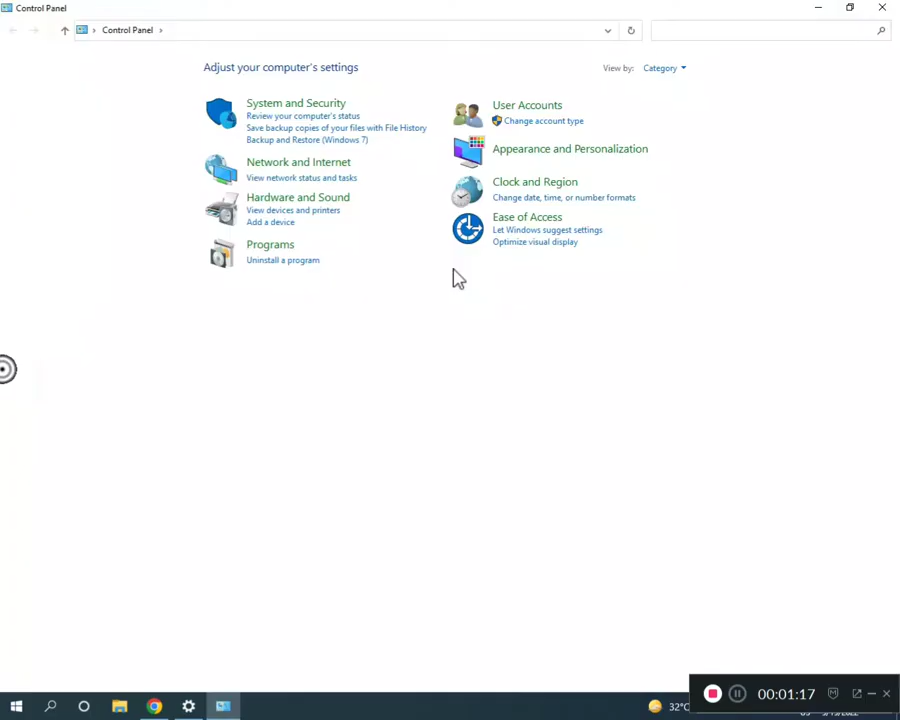 Control Panel
Control Panel
Adjust your computer's settings
View by: Category
System and Security
Review your computer's status
Save backup copies of your files with File History
Backup and Restore (Windows 7)
Network and Internet
View network status and tasks
Hardware and Sound
View devices and printers
Add a device
Programs
Uninstall a program
User Accounts
Change account type
Appearance and Personalization
Clock and Region
Change date, time, or number formats
Ease of Access
Let Windows suggest settings
Optimize visual display
32°C
00:01:17